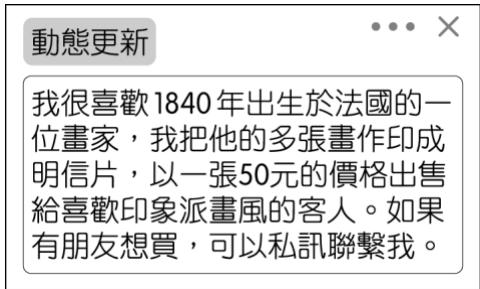 動態更新
我很喜歡1840年出生於法國的一
位畫家，我把他的多張畫作印成
明信片，以一張50元的價格出售
給喜歡印象派畫風的客人。如果
有朋友想買，可以私訊聯繫我。